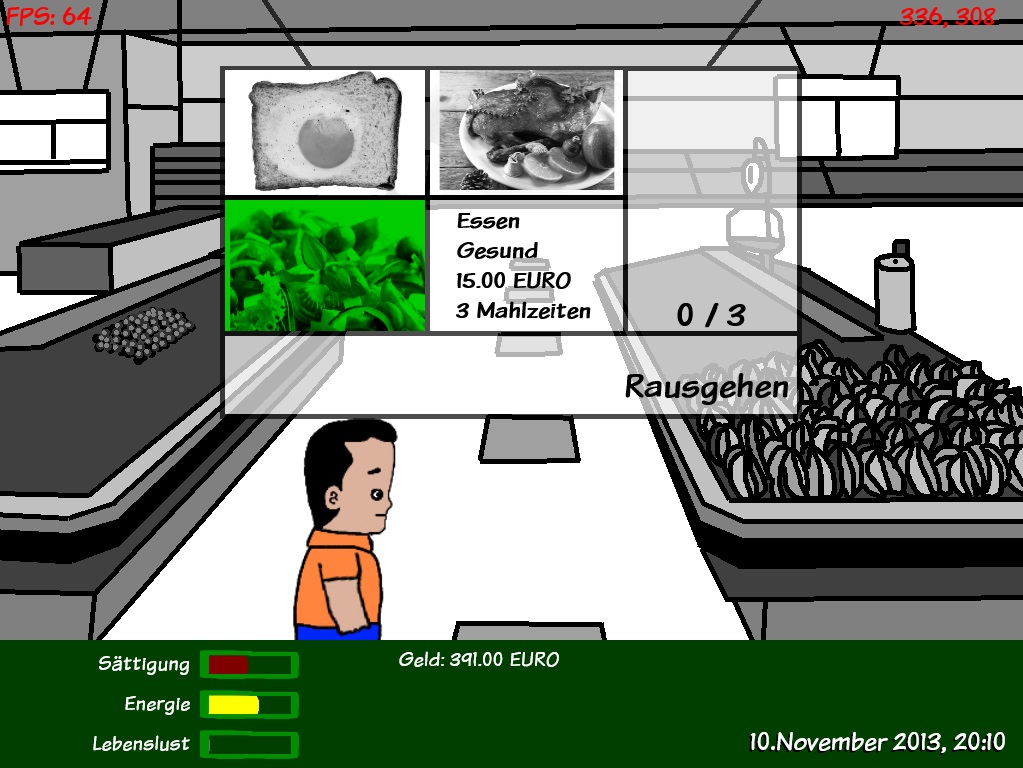 FPS: 64
336, 308
Essen
Gesund
15.00 EURO
3 Mahlzeiten
0 / 3
Rausgehen
Sättigung
Geld: 391.00 EURO
Energie
Lebenslust
10.November 2013, 20:10